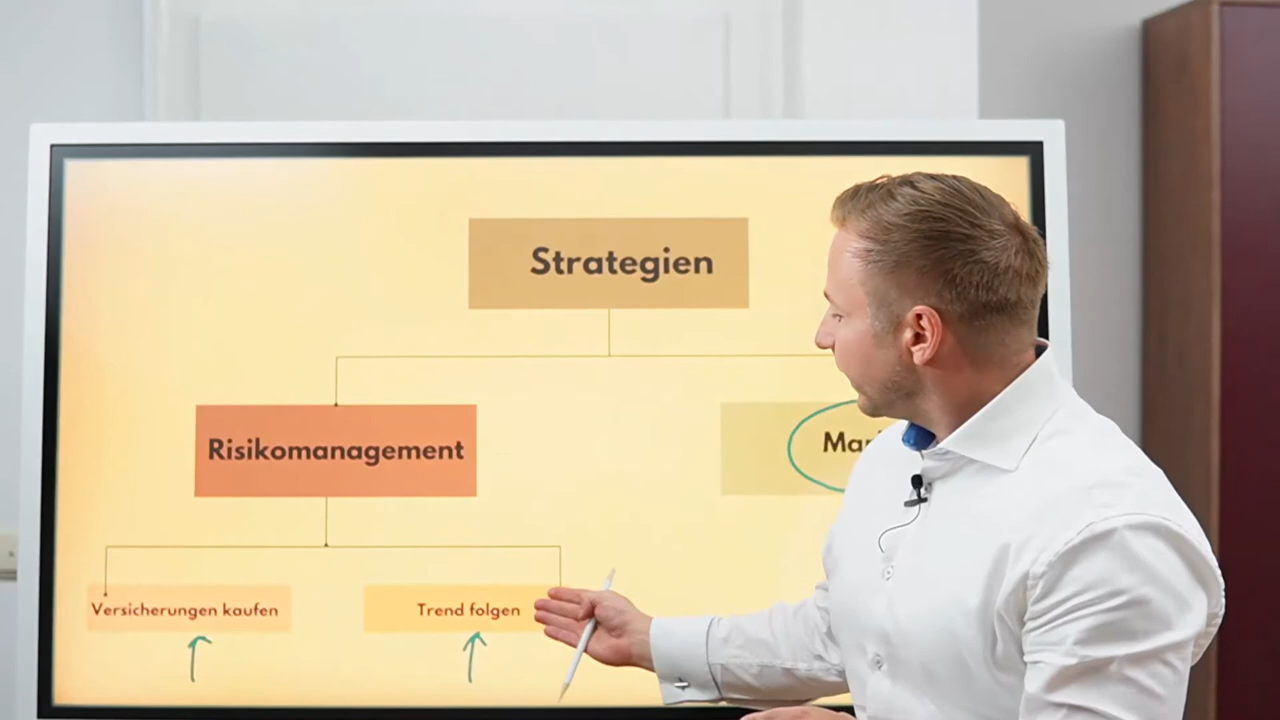 Strategien
Risikomanagement
Versicherungen kaufen
Trend folgen